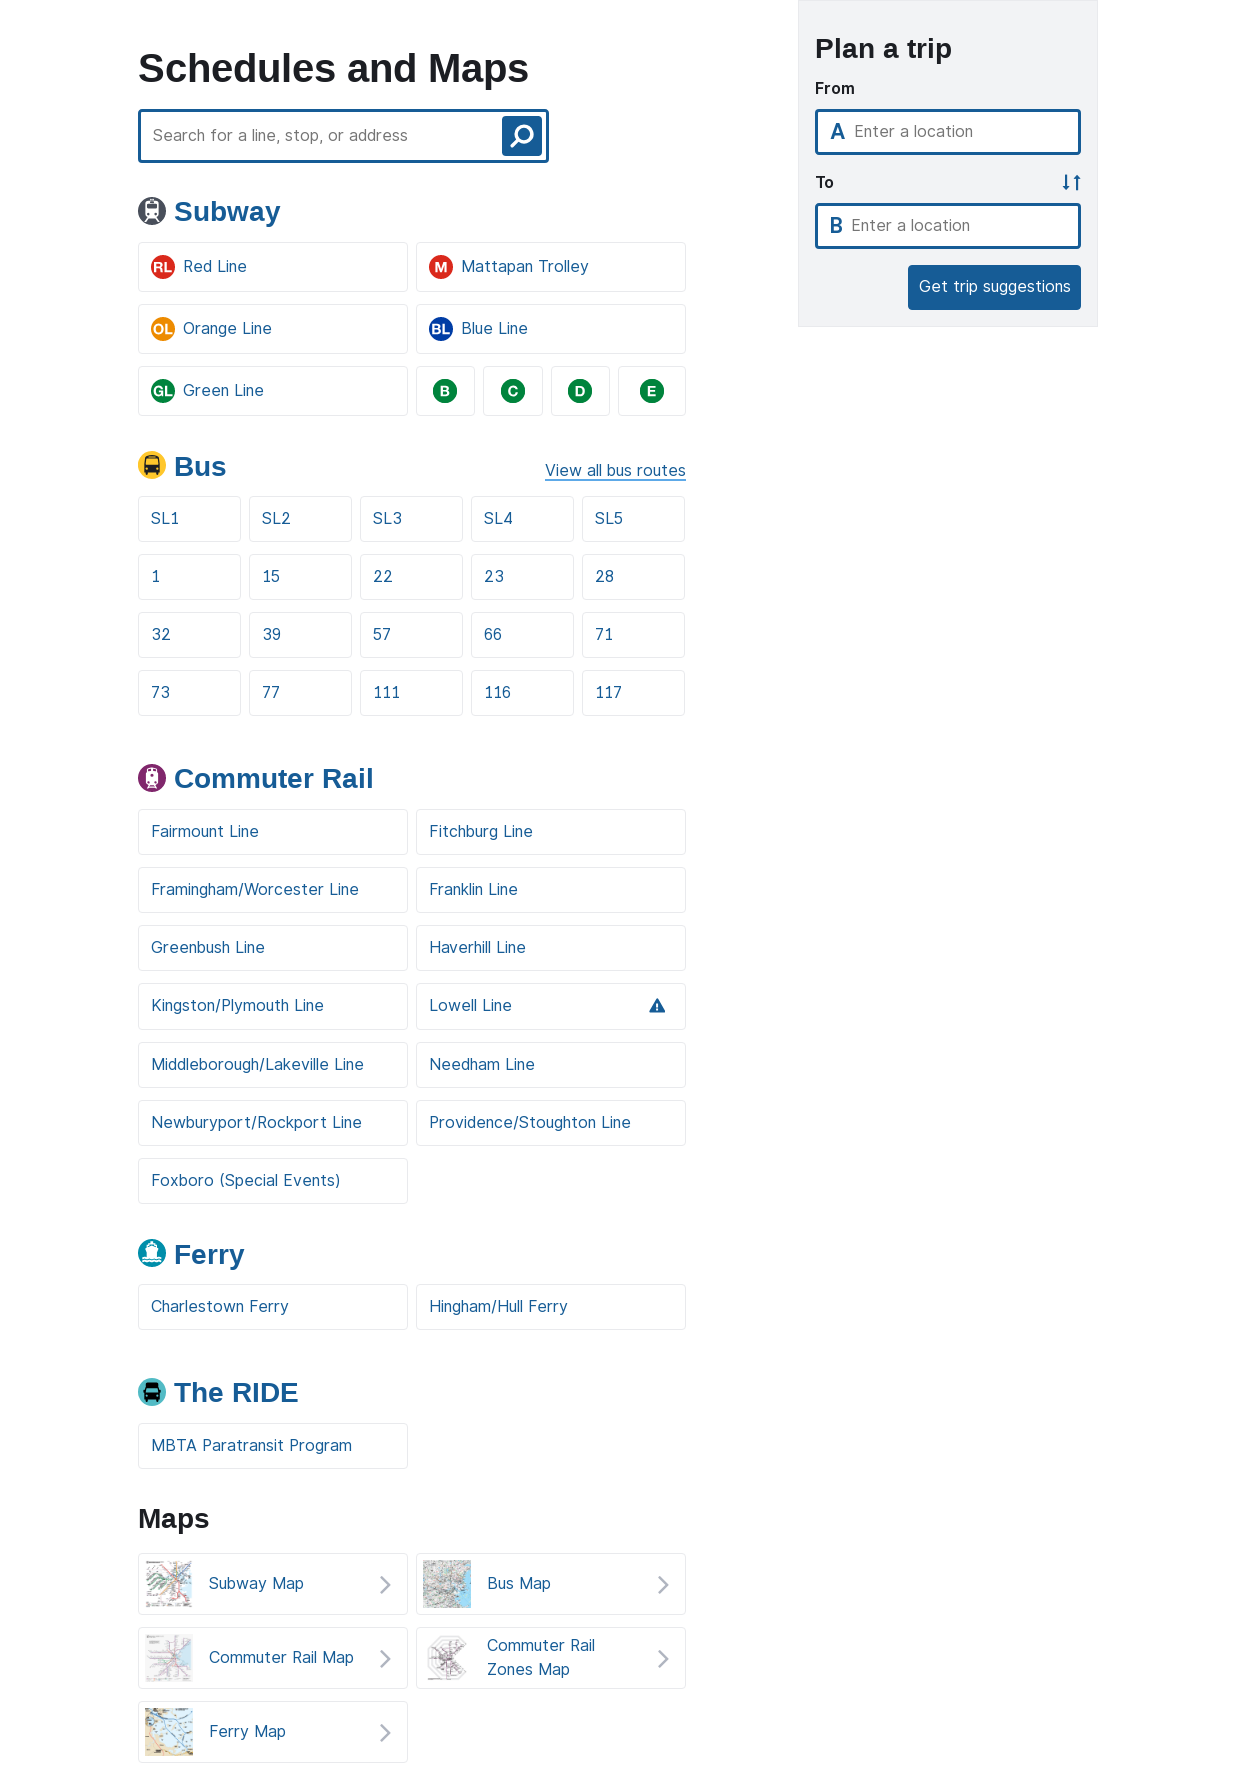 Schedules and Maps
Search for a line, stop, or address
Subway
RL Red Line
M Mattapan Trolley
OL Orange Line
BL Blue Line
GL Green Line
B
C
D
E
Bus
View all bus routes
SL1
SL2
SL3
SL4
SL5
1
15
22
23
28
32
39
57
66
71
73
77
111
116
117
Commuter Rail
Fairmount Line
Fitchburg Line
Framingham/Worcester Line
Franklin Line
Greenbush Line
Haverhill Line
Kingston/Plymouth Line
Lowell Line
Middleborough/Lakeville Line
Needham Line
Newburyport/Rockport Line
Providence/Stoughton Line
Foxboro (Special Events)
Ferry
Charlestown Ferry
Hingham/Hull Ferry
The RIDE
MBTA Paratransit Program
Maps
Subway Map
Bus Map
Commuter Rail Map
Commuter Rail
Zones Map
Ferry Map
Plan a trip
From
A Enter a location
To
B Enter a location
Get trip suggestions